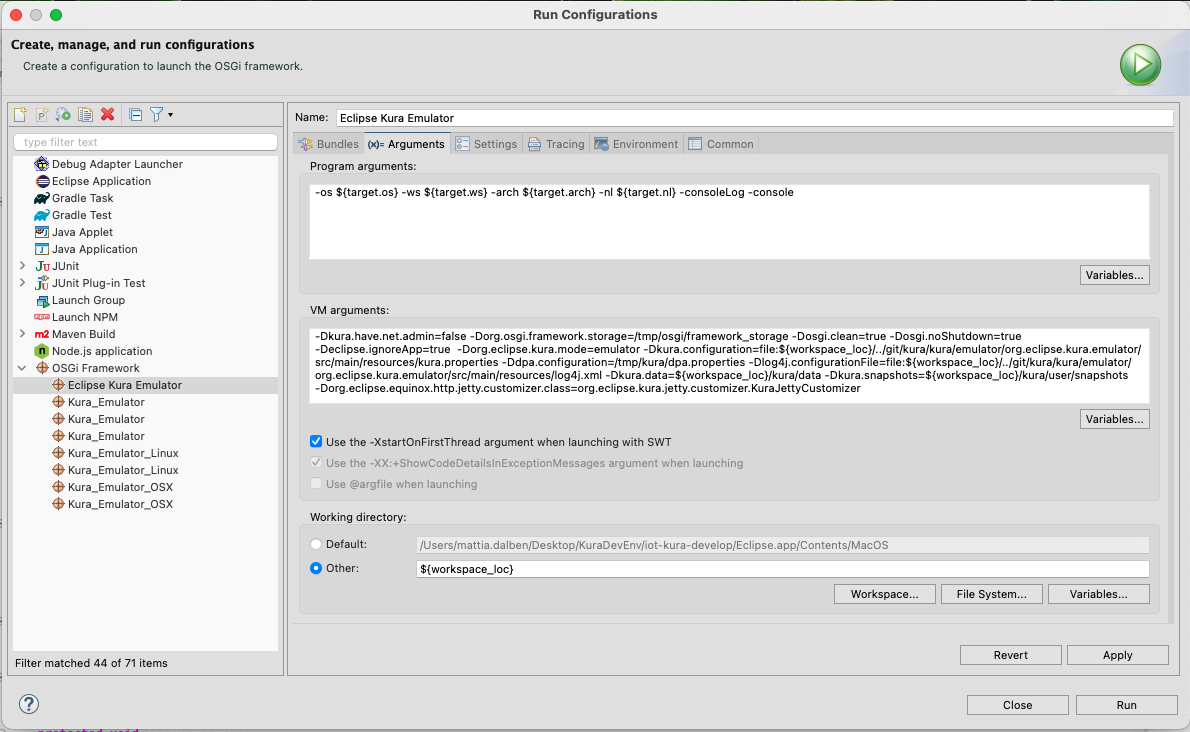 Run Configurations
Create, manage, and run configurations
Create a configuration to launch the OSGi framework.
type filter text
Debug Adapter Launcher
Eclipse Application
Gradle Task
Gradle Test
Java Applet
Java Application
JUnit
JUnit Plug-in Test
Launch Group
Launch NPM
Maven Build
Node.js application
OSGi Framework
Eclipse Kura Emulator
Kura_Emulator
Kura_Emulator
Kura_Emulator
Kura_Emulator_Linux
Kura_Emulator_Linux
Kura_Emulator_OSX
Kura_Emulator_OSX
Filter matched 44 of 71 items
Name: Eclipse Kura Emulator
Bundles (x)= Arguments Settings Tracing Environment Common
Program arguments:
-os ${target.os} -ws ${target.ws} -arch ${target.arch} -nl ${target.nl} -consoleLog -console
Variables...
VM arguments:
-Dkura.have.net.admin=false -Dorg.osgi.framework.storage=/tmp/osgi/framework_storage -Dosgi.clean=true -Dosgi.noShutdown=true
-Declipse.ignoreApp=true -Dorg.eclipse.kura.mode=emulator -Dkura.configuration=file:${workspace_loc}/../git/kura/kura/emulator/org.eclipse.kura.emulator/
src/main/resources/kura.properties -Ddpa.configuration=/tmp/kura/dpa.properties -Dlog4j.configurationFile=file:${workspace_loc}/../git/kura/kura/emulator/
org.eclipse.kura.emulator/src/main/resources/log4j.xml -Dkura.data=${workspace_loc}/kura/data -Dkura.snapshots=${workspace_loc}/kura/user/snapshots
-Dorg.eclipse.equinox.http.jetty.customizer.class=org.eclipse.kura.jetty.customizer.KuraJettyCustomizer
Variables...
Use the -XstartOnFirstThread argument when launching with SWT
Use the -XX:+ShowCodeDetailsInExceptionMessages argument when launching
Use @argfile when launching
Working directory:
Default: /Users/mattia.dalben/Desktop/KuraDevEnv/iot-kura-develop/Eclipse.app/Contents/MacOS
Other: ${workspace_loc}
Workspace... File System... Variables...
Revert Apply
? Close Run